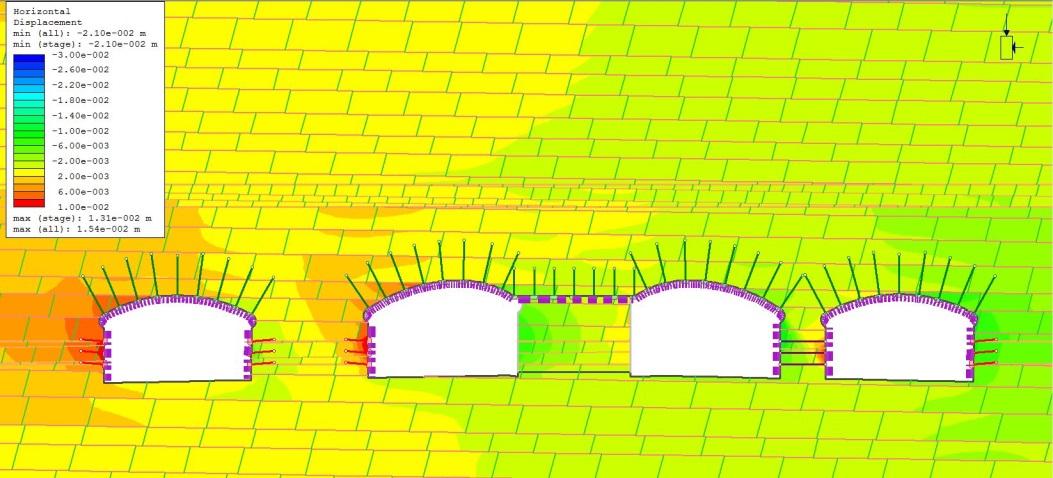 Horizontal
Displacement
min (all): -2.10e-002 m
min (stage): -2.10e-002 m
-3.00e-002
-2.60e-002
-2.20e-002
-1.80e-002
-1.40e-002
-1.00e-002
-6.00e-003
-2.00e-003
2.00e-003
6.00e-003
1.00e-002
max (stage): 1.31e-002 m
max (all): 1.54e-002 m